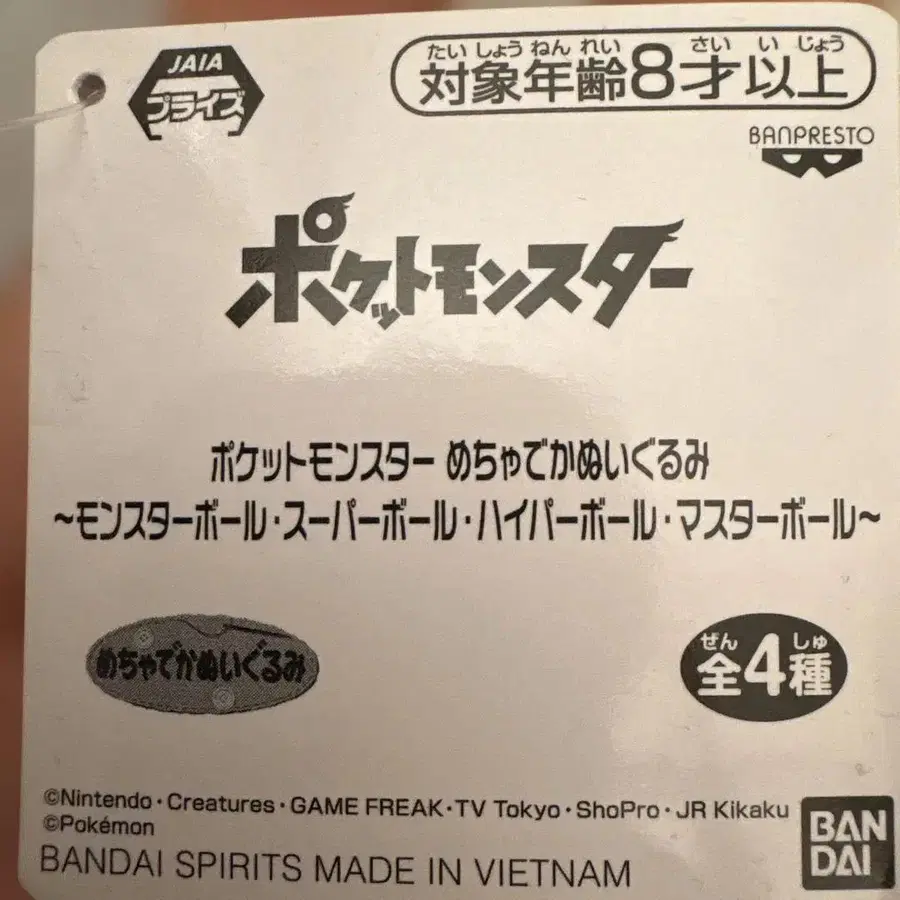 JAIA
プライズ
たいしょうねんれい さいいじょう
対象年齢8才以上
BANPRESTO
ポケットモンスター
ポケットモンスター めちゃでかぬいぐるみ
~モンスターボール・スーパーボール・ハイパーボール・マスターボール~
めちゃでかぬいぐるみ
ぜん しゅ
全4種
©Nintendo・Creatures・GAME FREAK・TV Tokyo・ShoPro・JR Kikaku
©Pokémon
BANDAI SPIRITS MADE IN VIETNAM
BAN
DAI